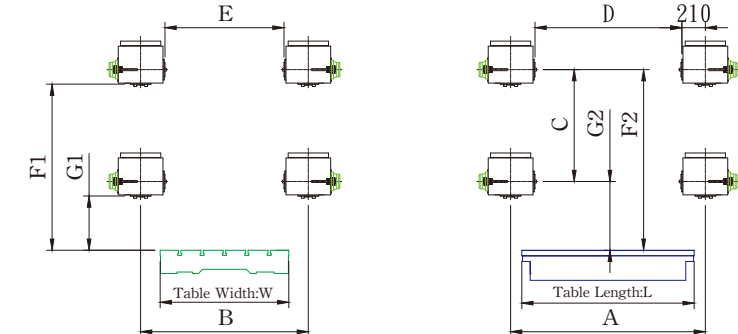 E
D
210
F1
G1
C
G2
F2
Table Width:W
Table Length:L
B
A